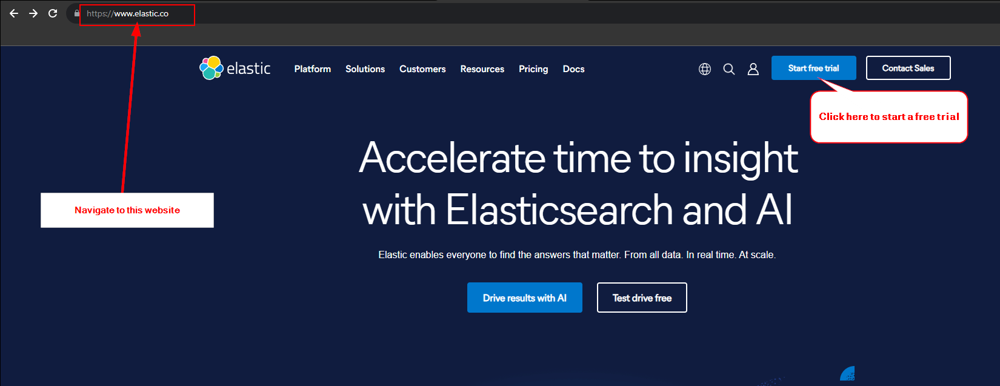 https://www.elastic.co
elastic Platform Solutions Customers Resources Pricing Docs Start free trial Contact Sales
Click here to start a free trial
Accelerate time to insight
with Elasticsearch and AI
Navigate to this website
Elastic enables everyone to find the answers that matter. From all data. In real time. At scale.
Drive results with AI Test drive free